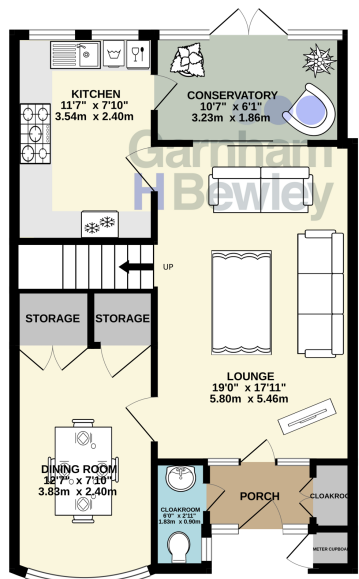 KITCHEN
11'7" x 7'10"
3.54m x 2.40m
CONSERVATORY
10'7" x 6'1"
3.23m x 1.86m
Garnham
H Bewley
UP
STORAGE
STORAGE
LOUNGE
19'0" x 17'11"
5.80m x 5.46m
DINING ROOM
12'7" x 7'10"
3.83m x 2.40m
CLOAKROOM
6'0" x 2'11"
1.83m x 0.90m
PORCH
CLOAKROOM
METER CUPBOARD